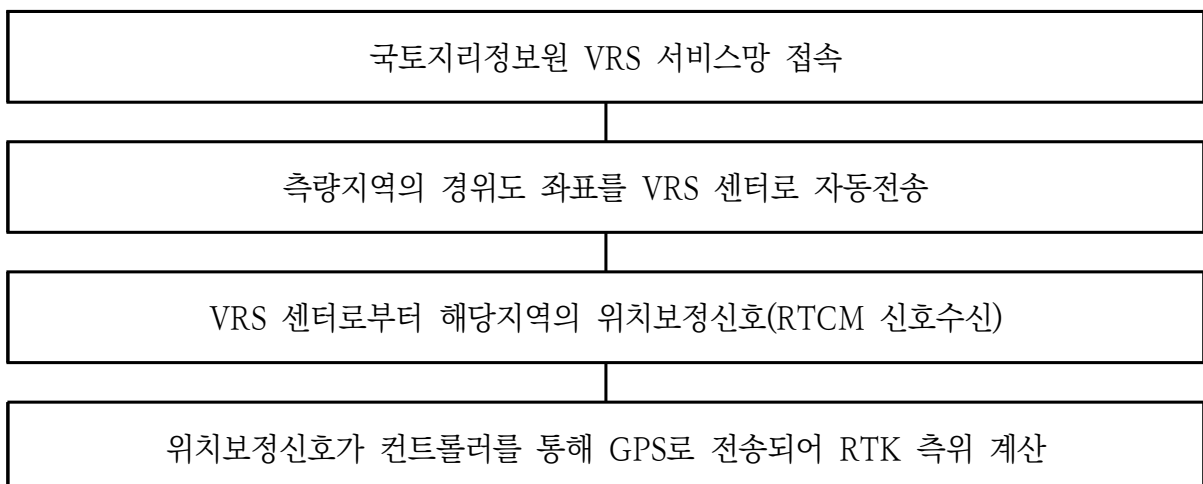 국토지리정보원 VRS 서비스망 접속
측량지역의 경위도 좌표를 VRS 센터로 자동전송
VRS 센터로부터 해당지역의 위치보정신호(RTCM 신호수신)
위치보정신호가 컨트롤러를 통해 GPS로 전송되어 RTK 측위 계산